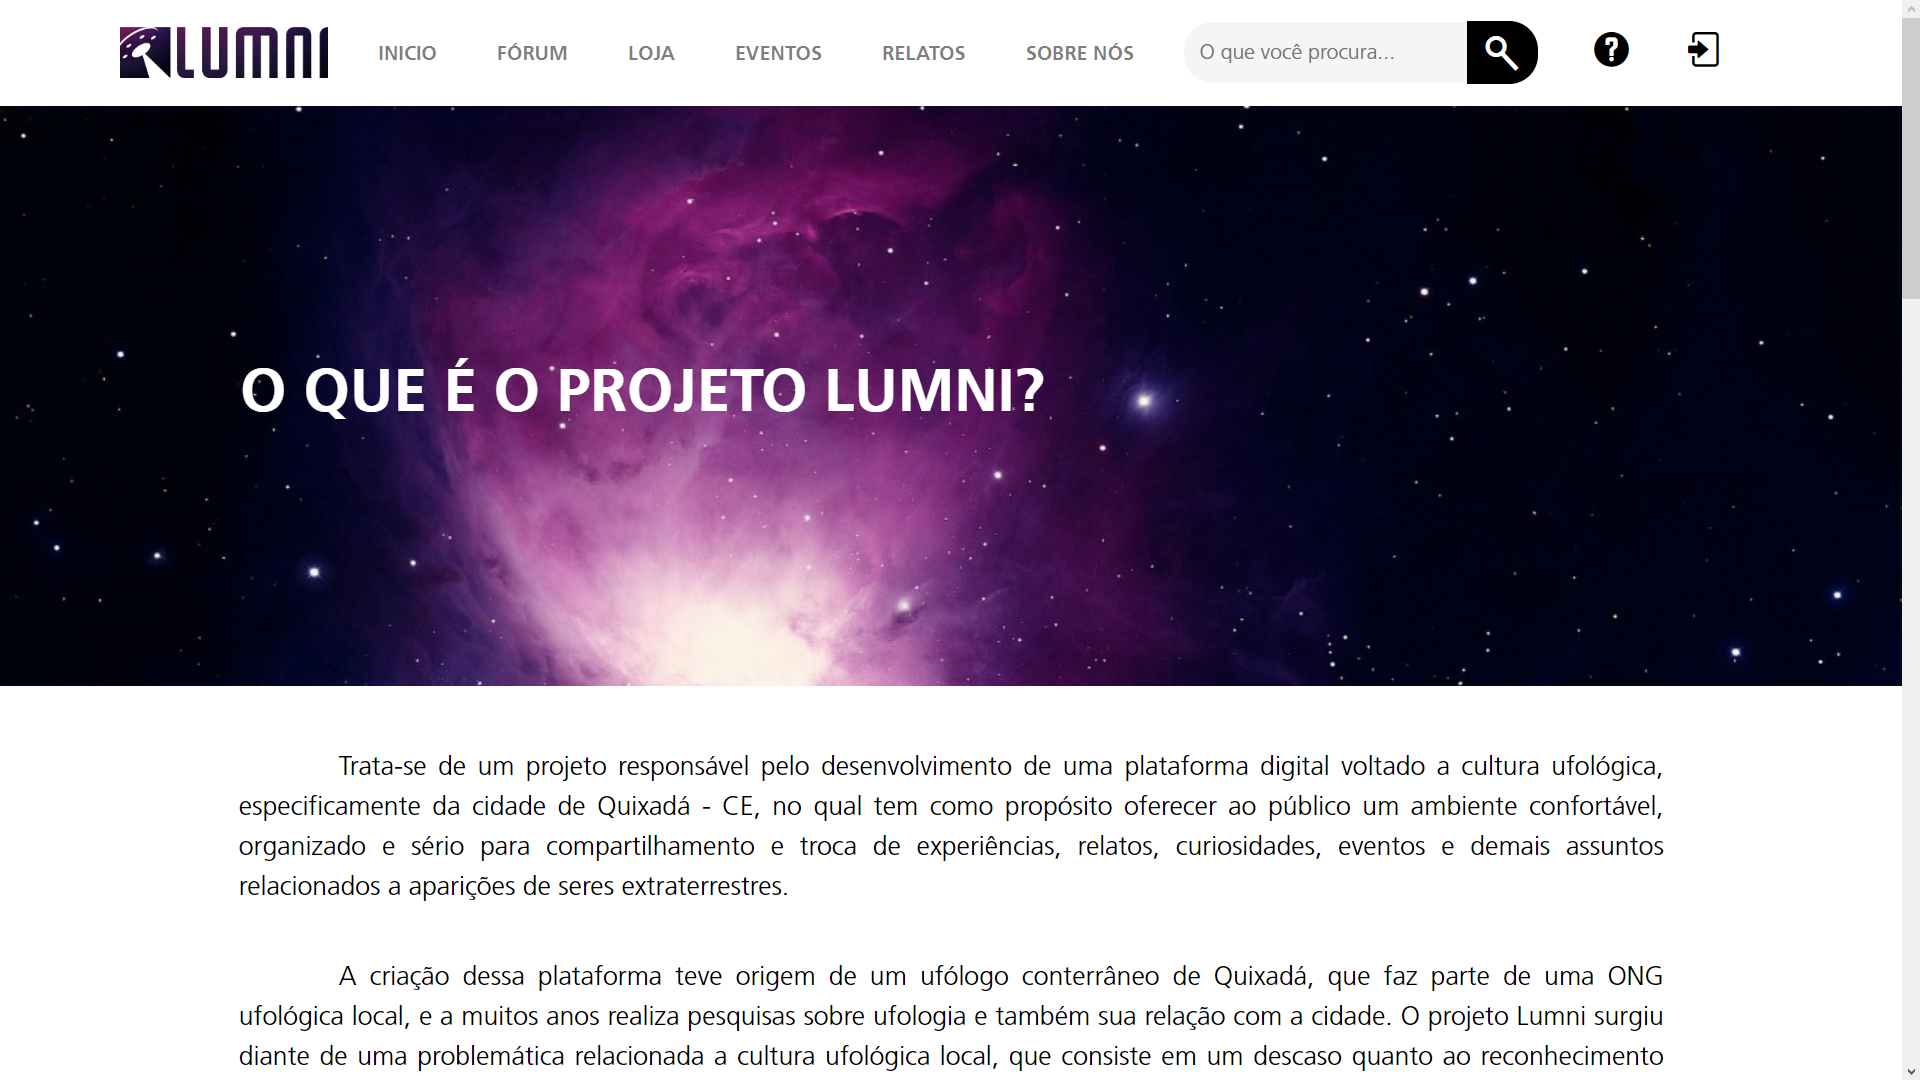 LUMNI
INICIO
FÓRUM
LOJA
EVENTOS
RELATOS
SOBRE NÓS
O que você procura...
O QUE É O PROJETO LUMNI?
Trata-se de um projeto responsável pelo desenvolvimento de uma plataforma digital voltado a cultura ufológica,
especificamente da cidade de Quixadá - CE, no qual tem como propósito oferecer ao público um ambiente confortável,
organizado e sério para compartilhamento e troca de experiências, relatos, curiosidades, eventos e demais assuntos
relacionados a aparições de seres extraterrestres.
A criação dessa plataforma teve origem de um ufólogo conterrâneo de Quixadá, que faz parte de uma ONG
ufológica local, e a muitos anos realiza pesquisas sobre ufologia e também sua relação com a cidade. O projeto Lumni surgiu
diante de uma problemática relacionada a cultura ufológica local, que consiste em um descaso quanto ao reconhecimento